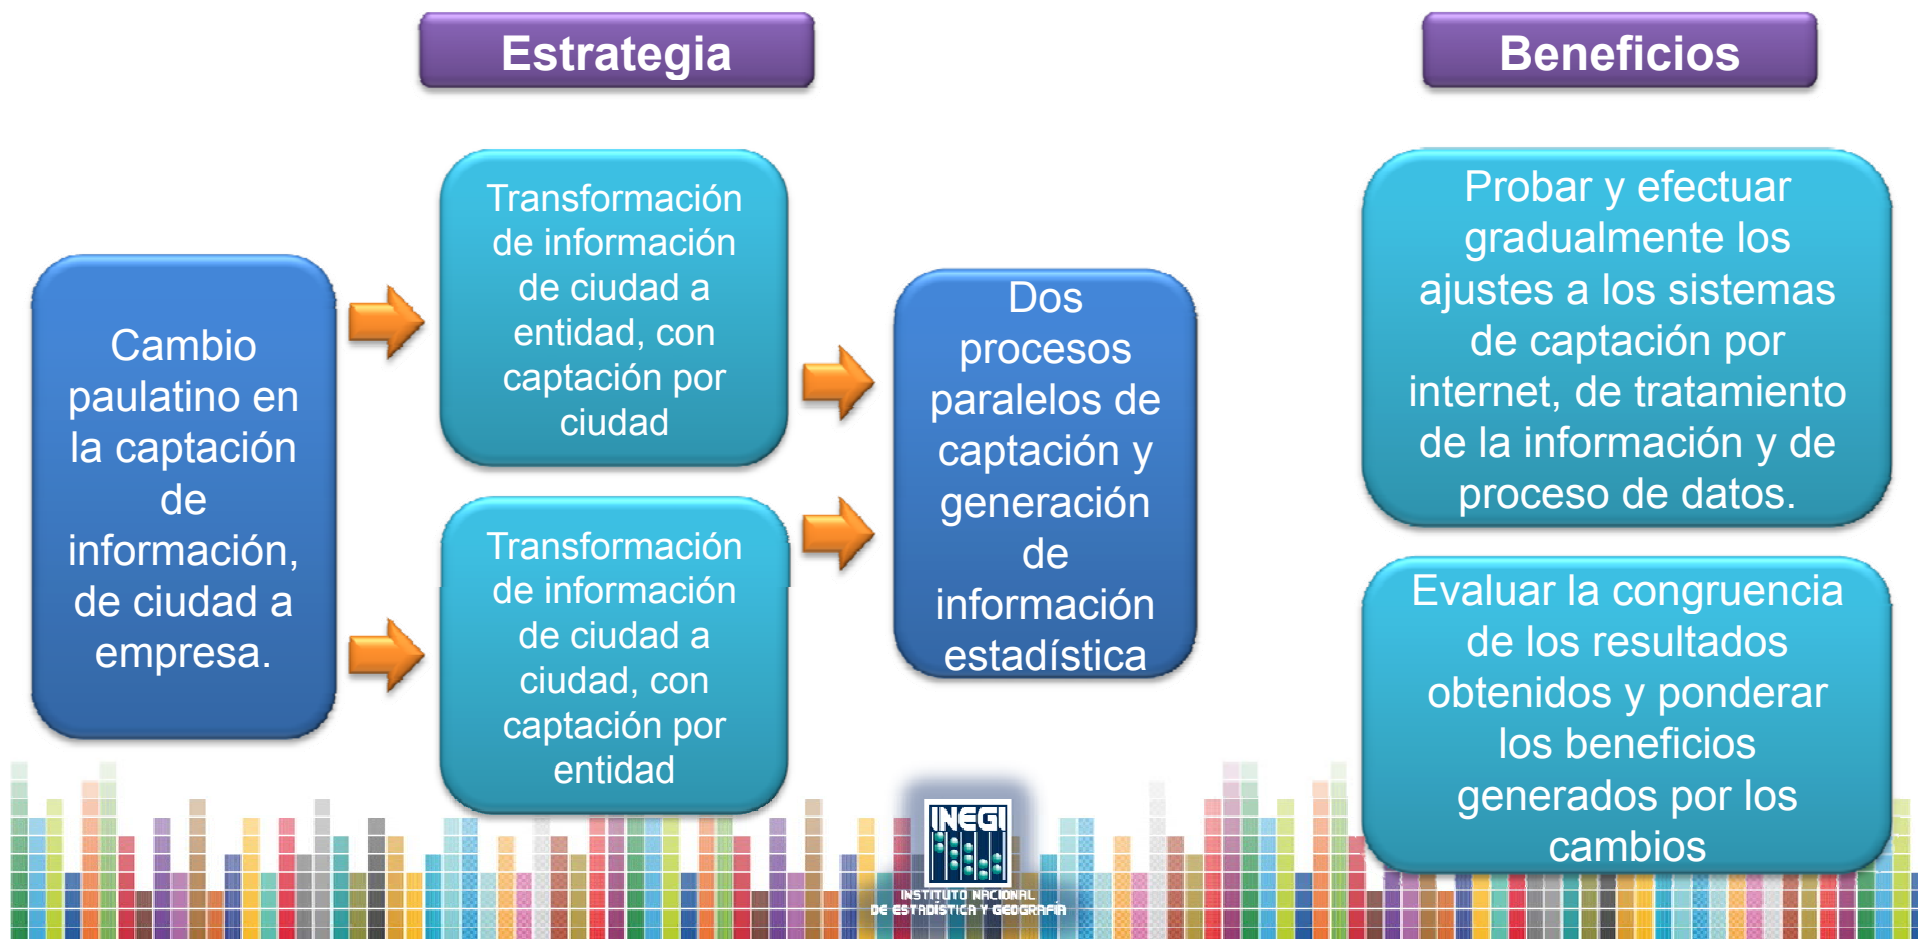 Estrategia
Beneficios
Cambio
paulatino en
la captación
de
información,
de ciudad a
empresa.
Transformación
de información
de ciudad a
entidad, con
captación por
ciudad
Transformación
de información
de ciudad a
ciudad, con
captación por
entidad
Dos
procesos
paralelos de
captación y
generación
de
información
estadística
Probar y efectuar
gradualmente los
ajustes a los sistemas
de captación por
internet, de tratamiento
de la información y de
proceso de datos.
Evaluar la congruencia
de los resultados
obtenidos y ponderar
los beneficios
generados por los
cambios
INEGI
INSTITUTO NACIONAL
DE ESTADÍSTICA Y GEOGRAFÍA